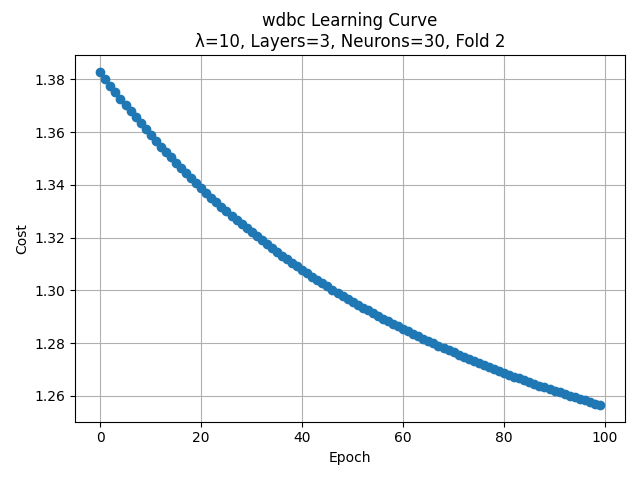 wdbc Learning Curve
λ=10, Layers=3, Neurons=30, Fold 2
Cost
1.38
1.36
1.34
1.32
1.30
1.28
1.26
0 20 40 60 80 100
Epoch